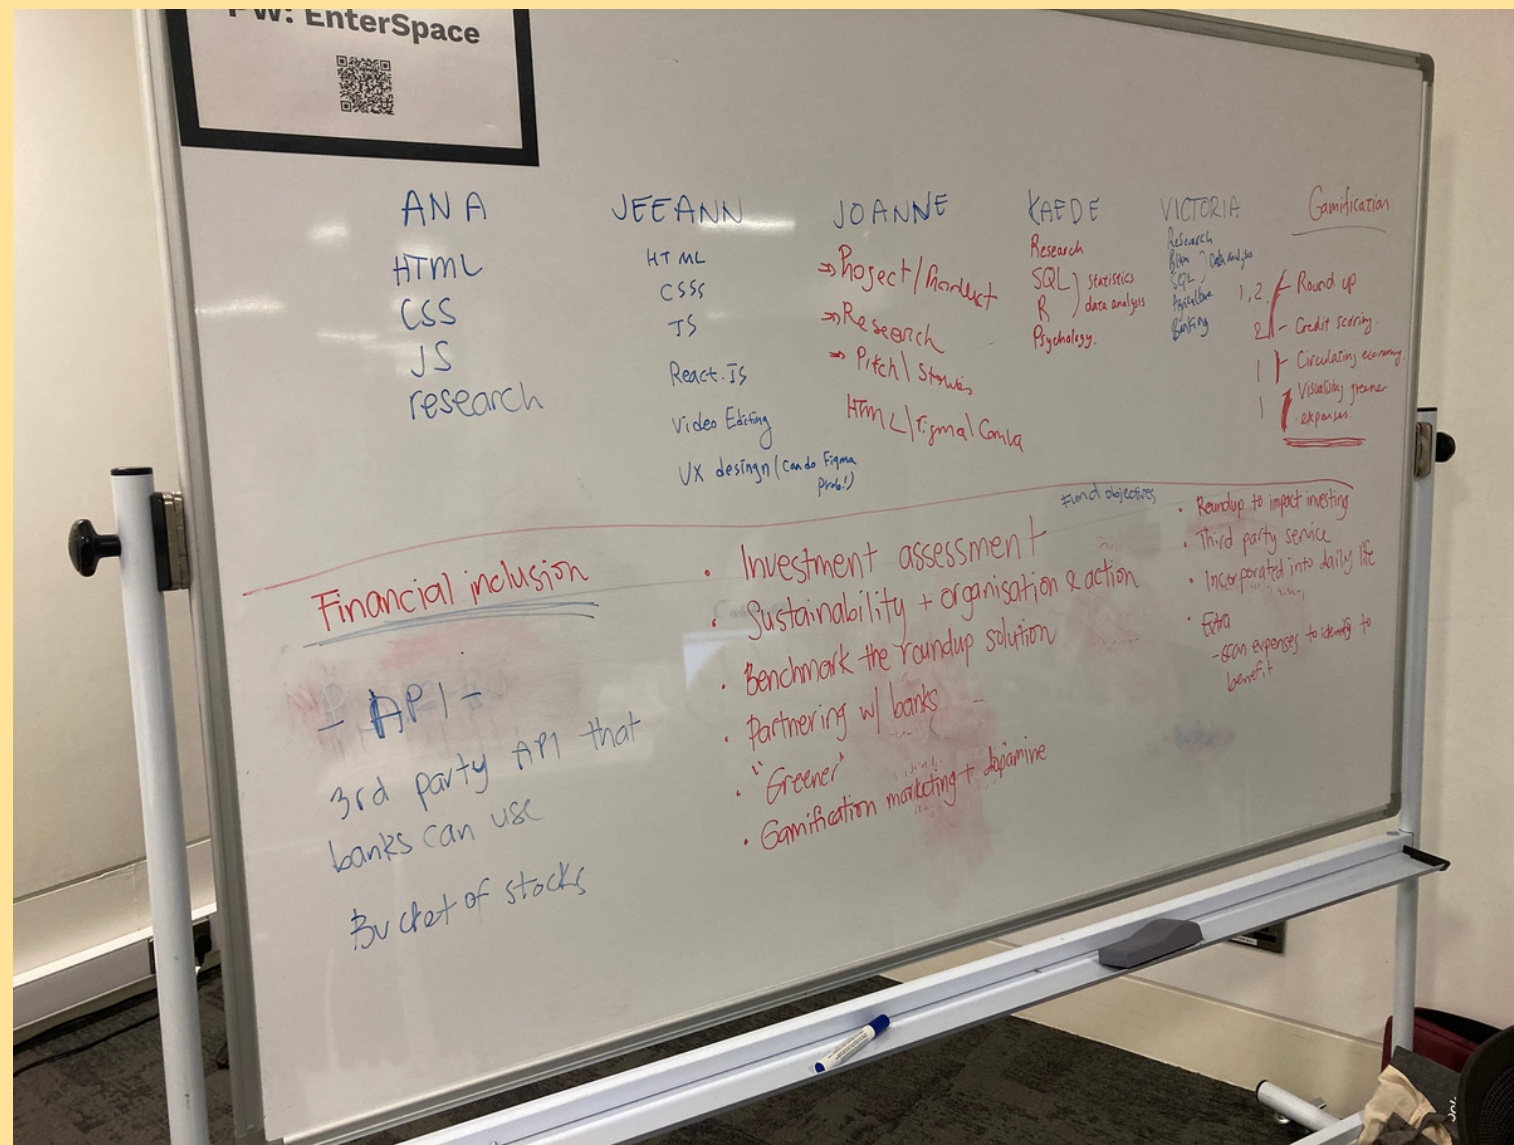 PW: EnterSpace
ANA
HTML
CSS
JS
research
JEEANN
HTML
CSSS
JS
React.JS
Video Editing
UX desingn (can do Figma
Prob!)
JOANNE
⇒ Project / Product
⇒ Research
⇒ Pitch \ Stories
HTML \ Figma \ Canva
KAEDE
Research
SQL
R
statistics
data analysis
Psychology.
VICTORIA
Research
SQL
Data analysis
Agriculture
Banking
Gamification
1, 2. - Round up
2 - Credit scoring.
1 - Circulating economy.
1 Visualising greener
expenses.
Financial inclusion
- API -
3rd party API that
banks can use
Bucket of stocks
Fund objectives
• Investment assessment
• Sustainability + organisation & action
• Benchmark the roundup solution
• Partnering w/ banks
• "Greener"
• Gamification marketing + dopamine
• Roundup to impact investing
• Third party service
• Incorporated into daily life
• Extra
- scan expenses to identify to
benefit